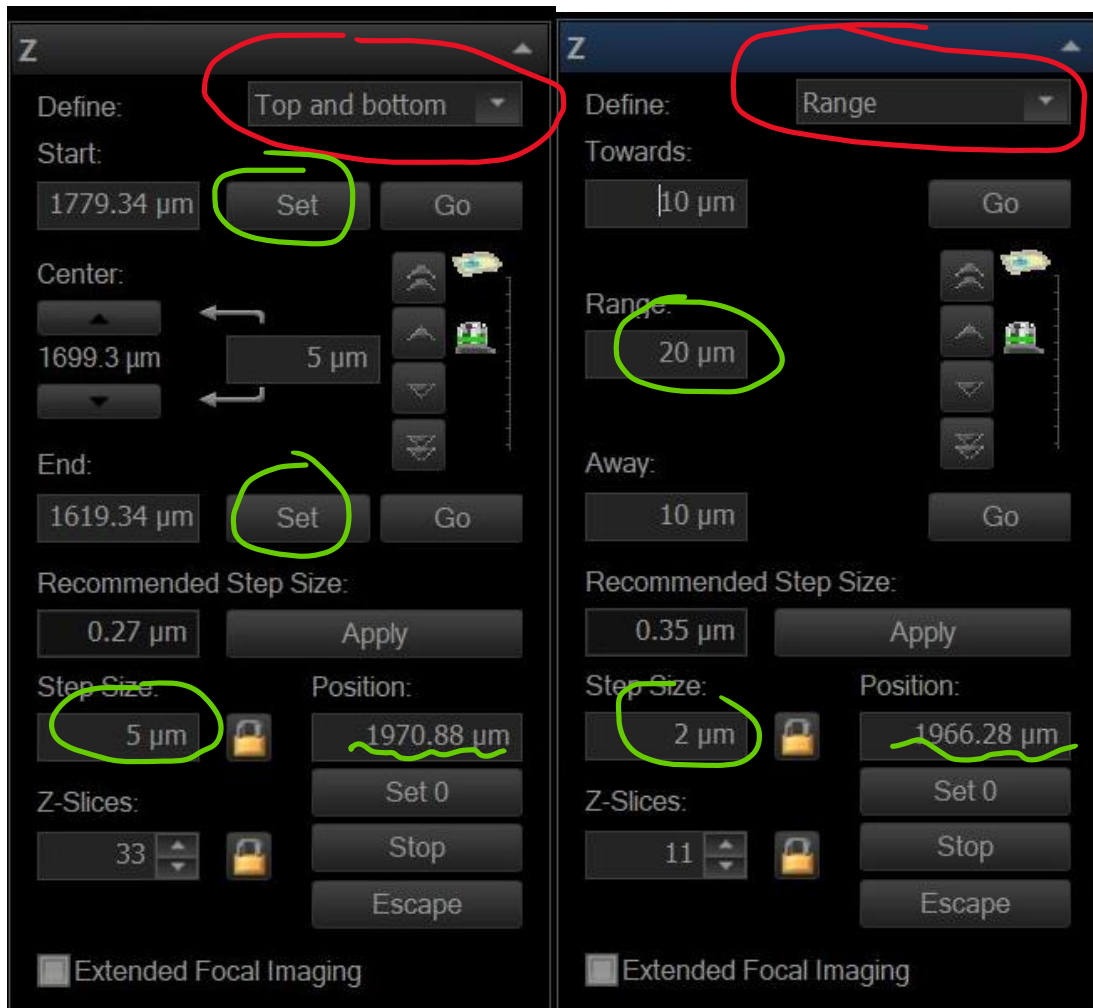 Z
Define: Top and bottom
Start:
1779.34 µm Set Go
Center:
1699.3 µm 5 µm
End:
1619.34 µm Set Go
Recommended Step Size:
0.27 µm Apply
Step Size: Position:
5 µm 1970.88 µm
Set 0
Z-Slices:
33 Stop
Escape
Extended Focal Imaging
Z
Define: Range
Towards:
10 µm Go
Range:
20 µm
Away:
10 µm Go
Recommended Step Size:
0.35 µm Apply
Step Size: Position:
2 µm 1966.28 µm
Set 0
Z-Slices:
11 Stop
Escape
Extended Focal Imaging